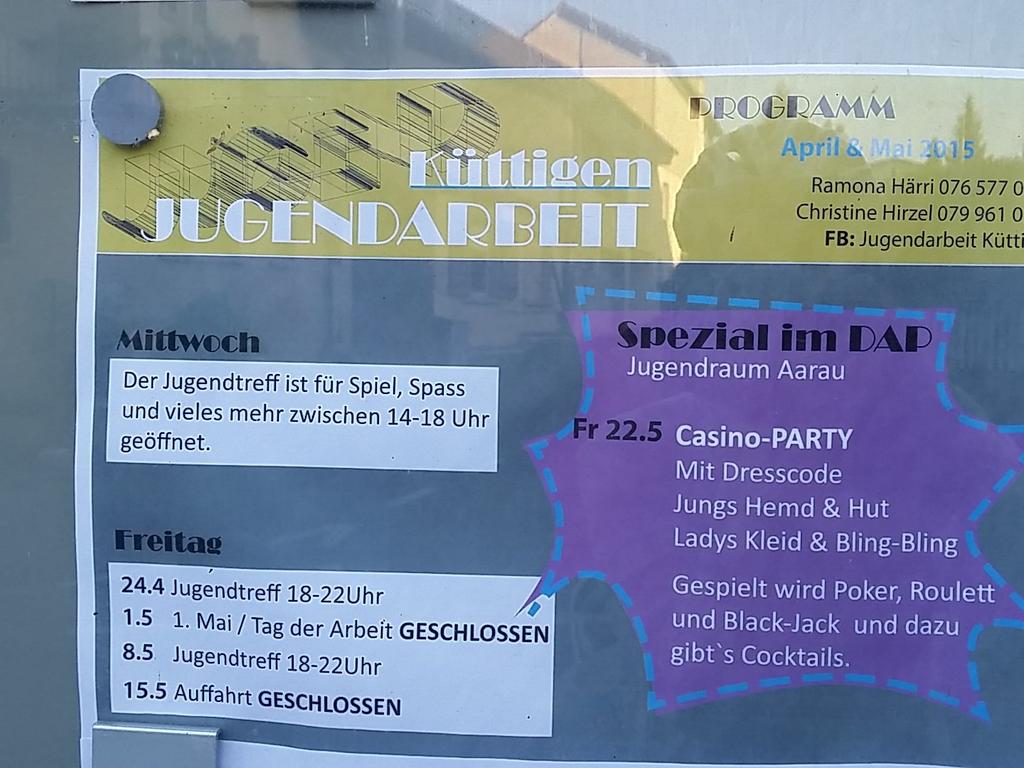 Küttigen
JUGENDARBEIT
PROGRAMM
April & Mai 2015
Ramona Härri 076 577 0
Christine Hirzel 079 961 0
FB: Jugendarbeit Kütti
Mittwoch
Der Jugendtreff ist für Spiel, Spass
und vieles mehr zwischen 14-18 Uhr
geöffnet.
Freitag
24.4 Jugendtreff 18-22Uhr
1.5 1. Mai / Tag der Arbeit GESCHLOSSEN
8.5 Jugendtreff 18-22Uhr
15.5 Auffahrt GESCHLOSSEN
Spezial im DAP
Jugendraum Aarau
Fr 22.5 Casino-PARTY
Mit Dresscode
Jungs Hemd & Hut
Ladys Kleid & Bling-Bling
Gespielt wird Poker, Roulett
und Black-Jack und dazu
gibt`s Cocktails.